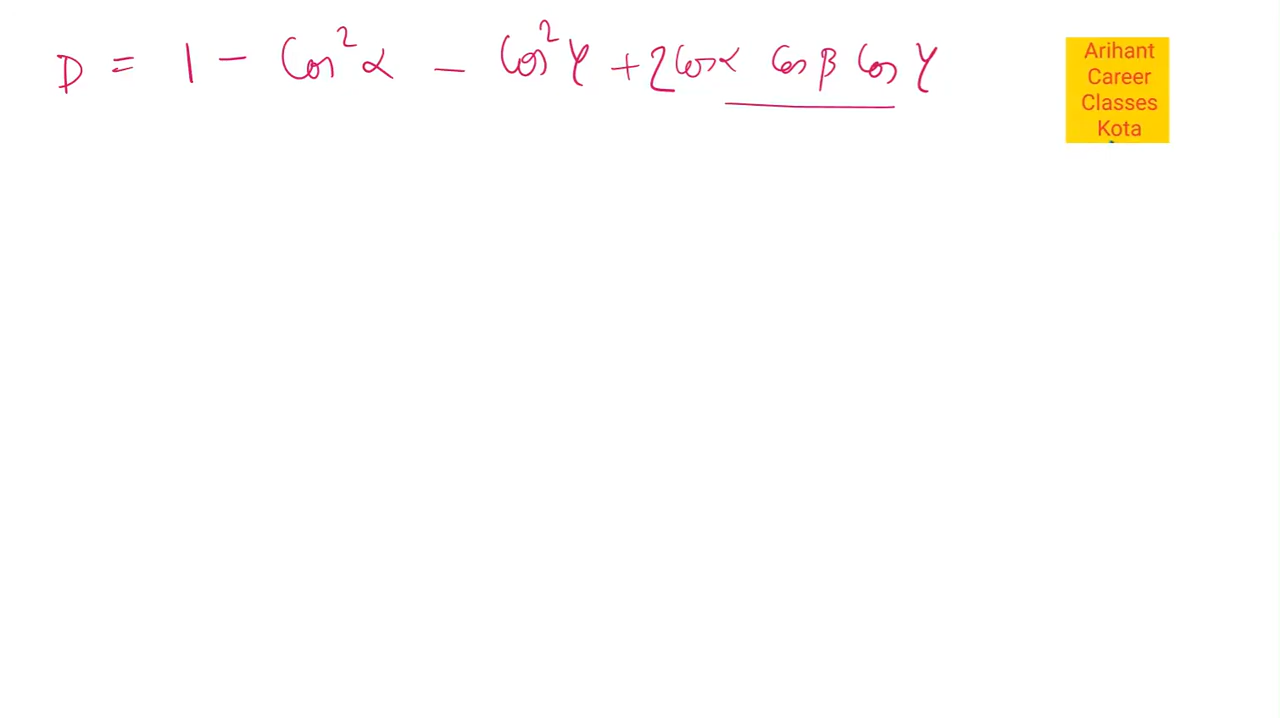 D = 1 - Cos²α - Cos²γ + 2Cosα Cosβ Cosγ
Arihant
Career
Classes
Kota